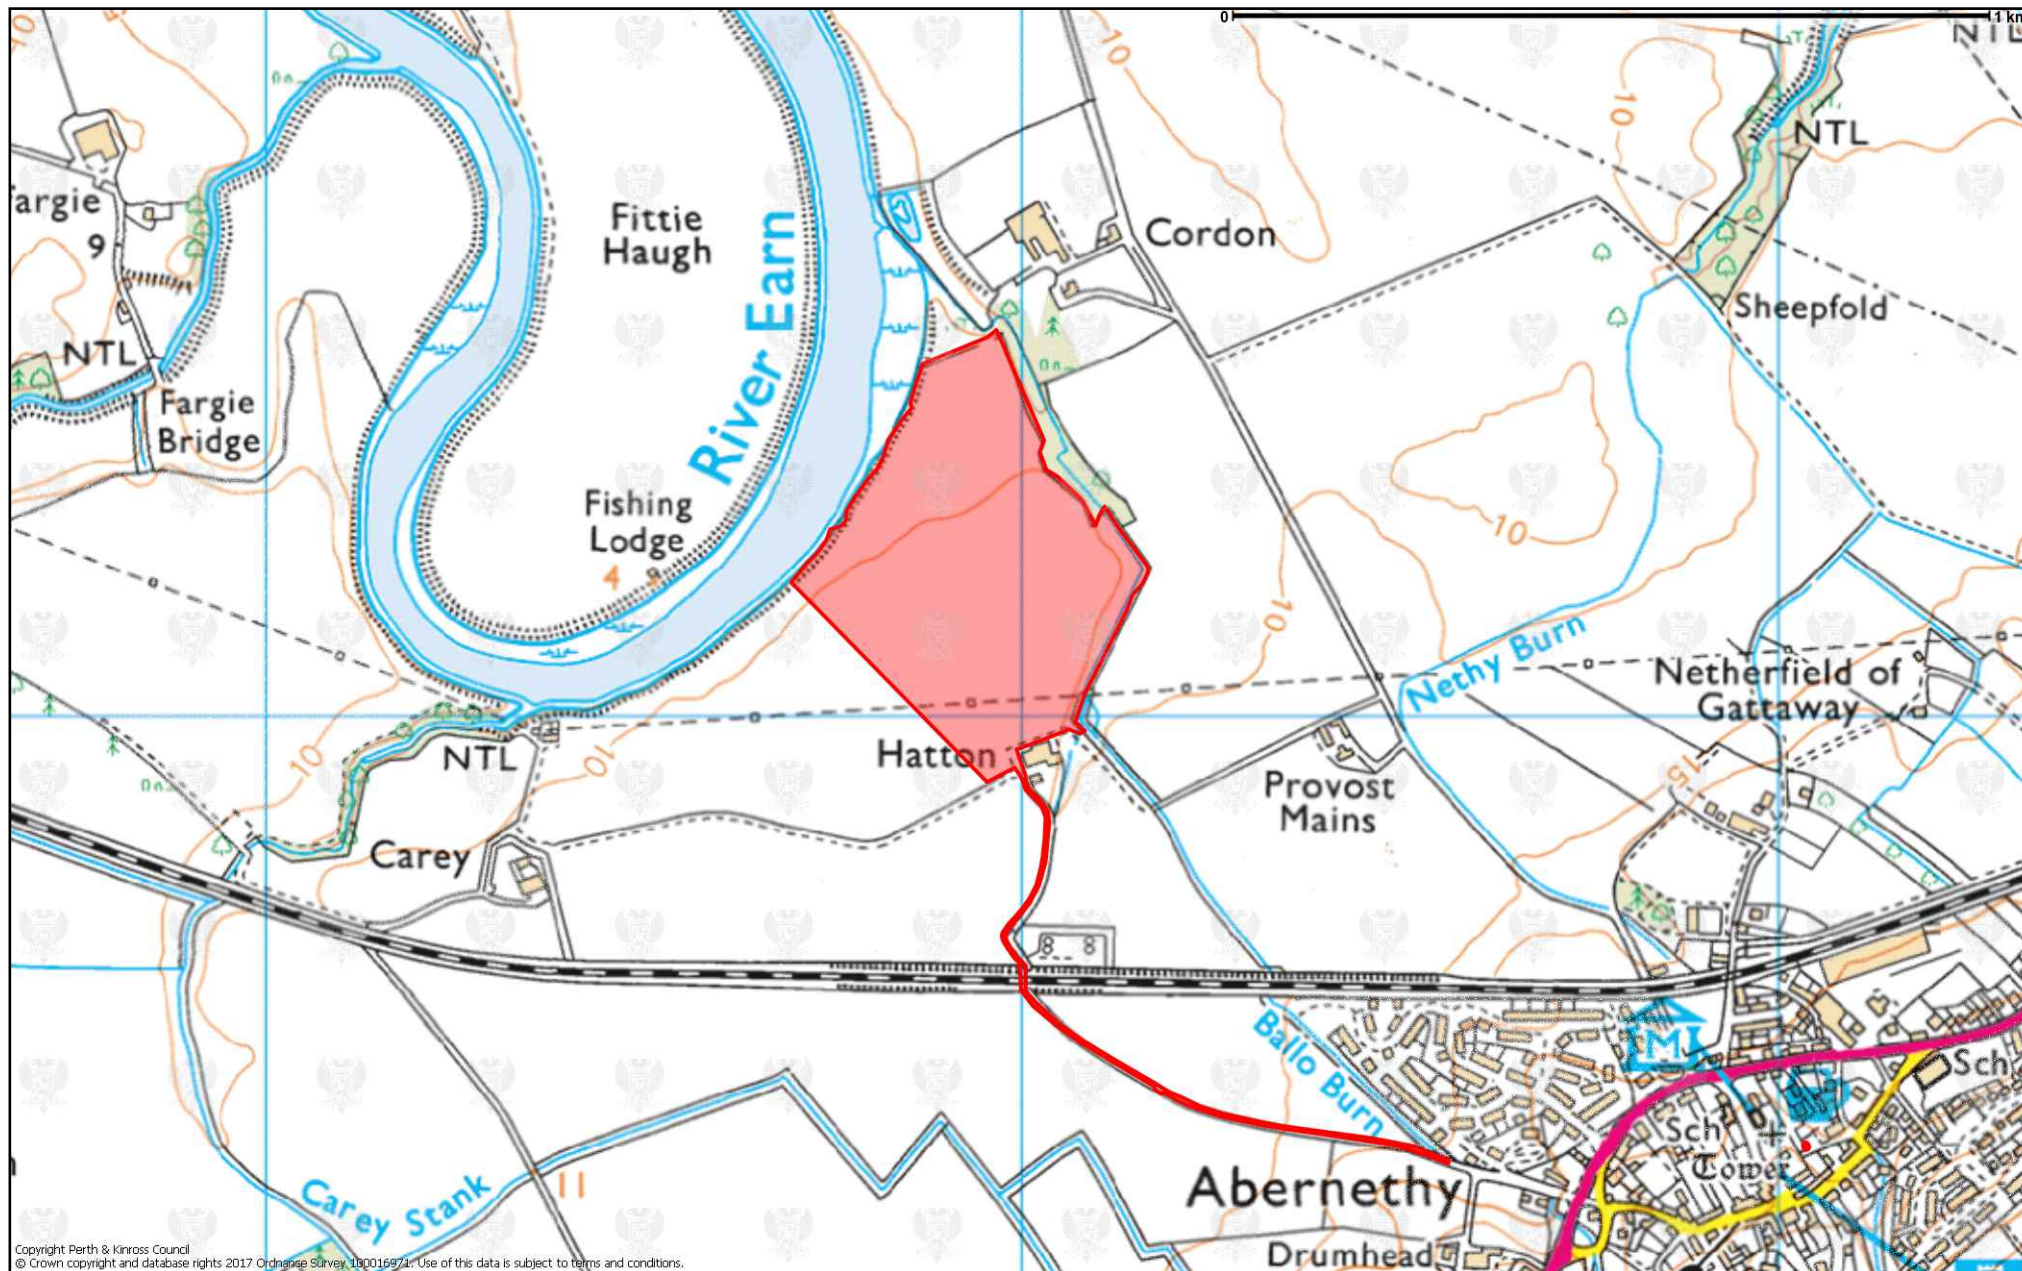 0
1 km
NTL
10
10
10
NTL
argie
9
Fittie
Haugh
River Earn
Cordon
Sheepfold
NTL
Fargie
Bridge
Fishing
Lodge
4
10
10
Nethy Burn
Netherfield of
Gattaway
10
NTL
10
Hatton
Provost
Mains
15
Carey
Ballo Burn
M
Sch
Sch
Tower
Carey Stank
11
Abernethy
Drumhead
Copyright Perth & Kinross Council
© Crown copyright and database rights 2017 Ordnance Survey 100016971. Use of this data is subject to terms and conditions.